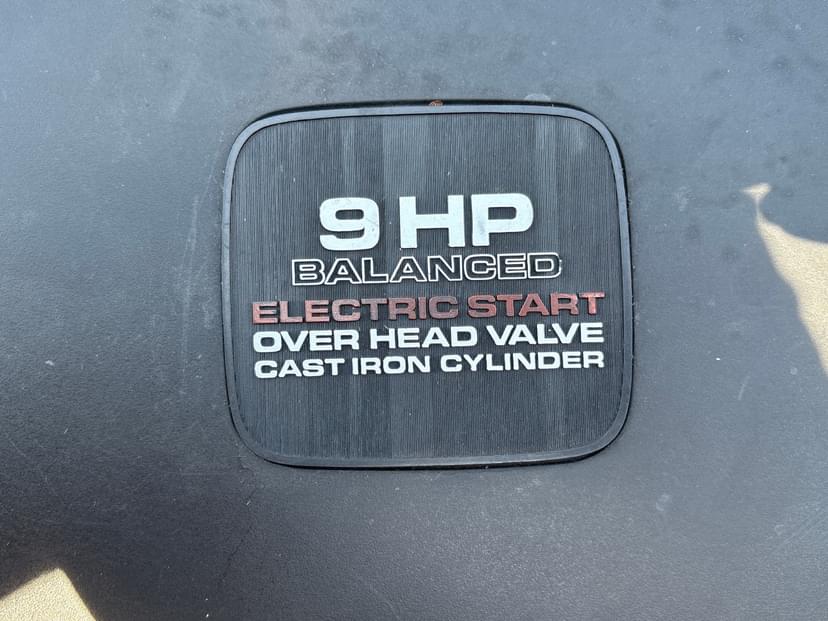 9 HP
BALANCED
ELECTRIC START
OVER HEAD VALVE
CAST IRON CYLINDER